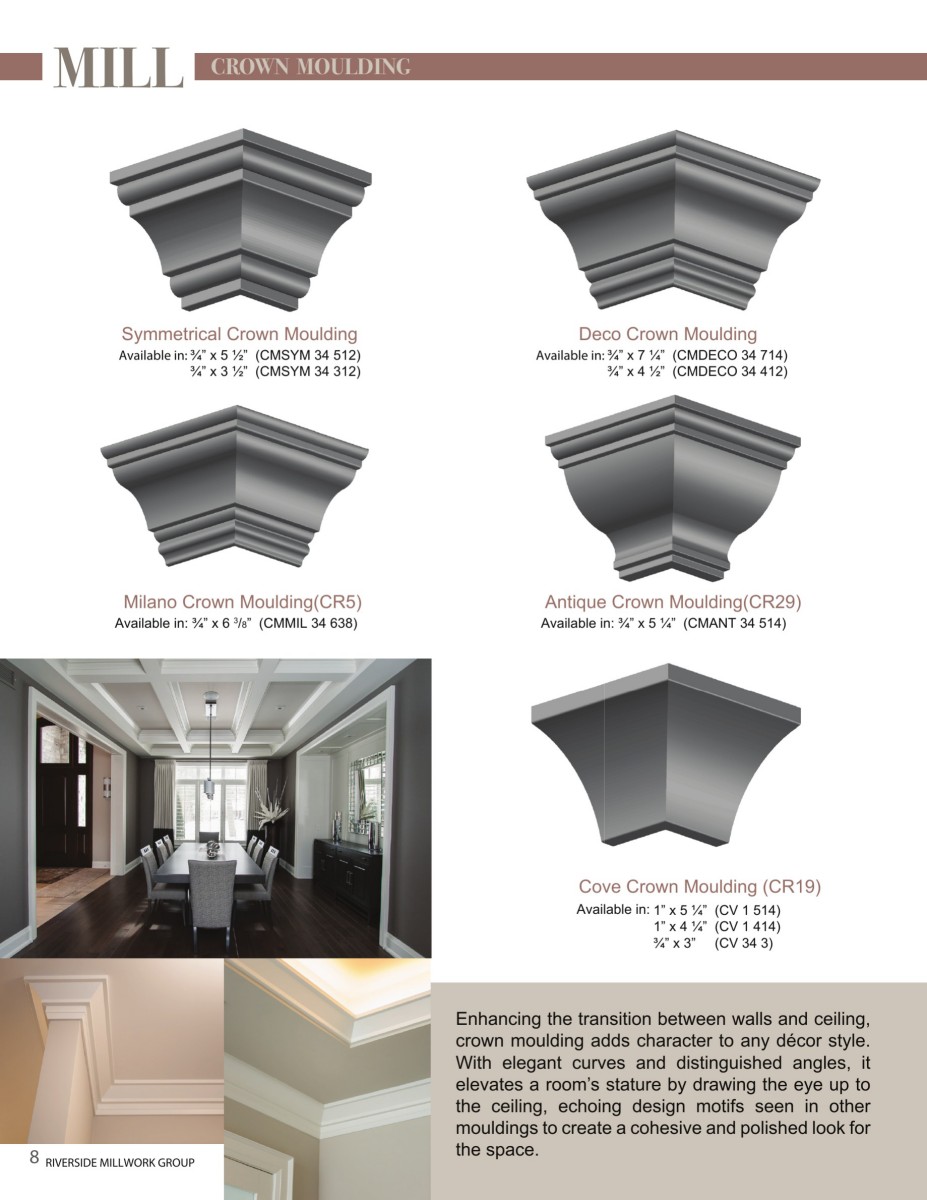 MILL CROWN MOULDING
Symmetrical Crown Moulding
Available in: ¾” x 5 ½” (CMSYM 34 512)
¾” x 3 ½” (CMSYM 34 312)
Deco Crown Moulding
Available in: ¾” x 7 ¼” (CMDECO 34 714)
¾” x 4 ½” (CMDECO 34 412)
Milano Crown Moulding(CR5)
Available in: ¾” x 6 ³/₈” (CMMIL 34 638)
Antique Crown Moulding(CR29)
Available in: ¾” x 5 ¼” (CMANT 34 514)
Cove Crown Moulding (CR19)
Available in: 1” x 5 ¼” (CV 1 514)
1” x 4 ¼” (CV 1 414)
¾” x 3” (CV 34 3)
Enhancing the transition between walls and ceiling,
crown moulding adds character to any décor style.
With elegant curves and distinguished angles, it
elevates a room’s stature by drawing the eye up to
the ceiling, echoing design motifs seen in other
mouldings to create a cohesive and polished look for
the space.
8 RIVERSIDE MILLWORK GROUP